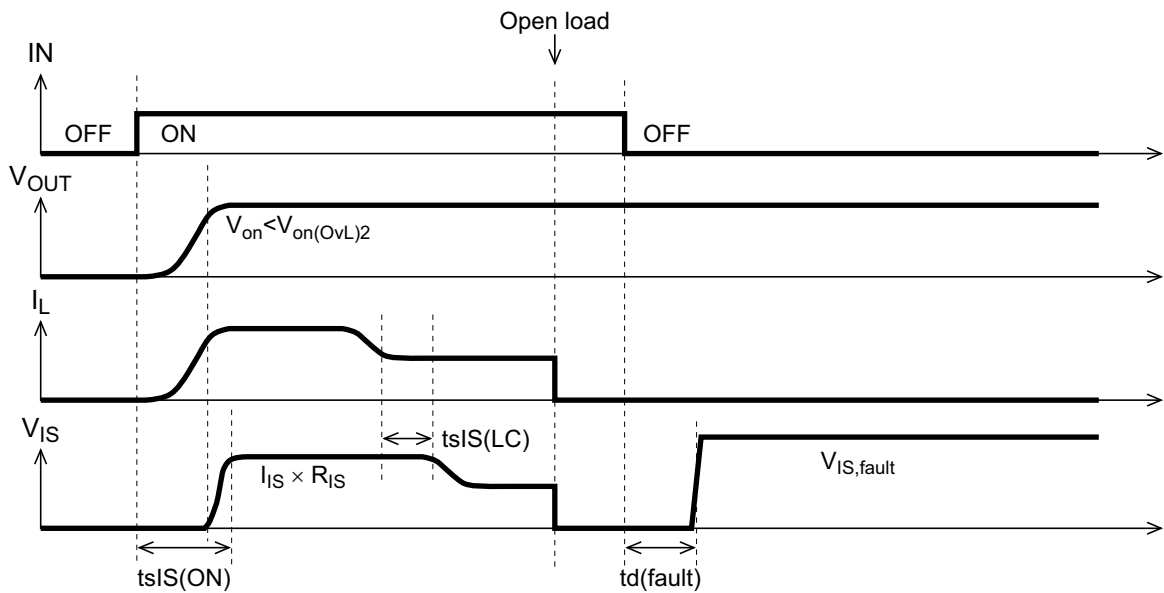 Open load
IN
OFF
ON
OFF
VOUT
Von<Von(OvL)2
IL
VIS
tsIS(LC)
IIS × RIS
VIS,fault
tsIS(ON)
td(fault)